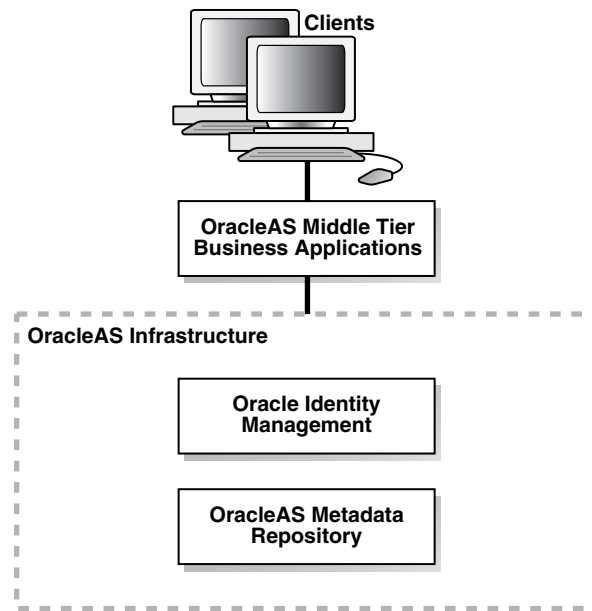 Clients
OracleAS Middle Tier
Business Applications
OracleAS Infrastructure
Oracle Identity
Management
OracleAS Metadata
Repository